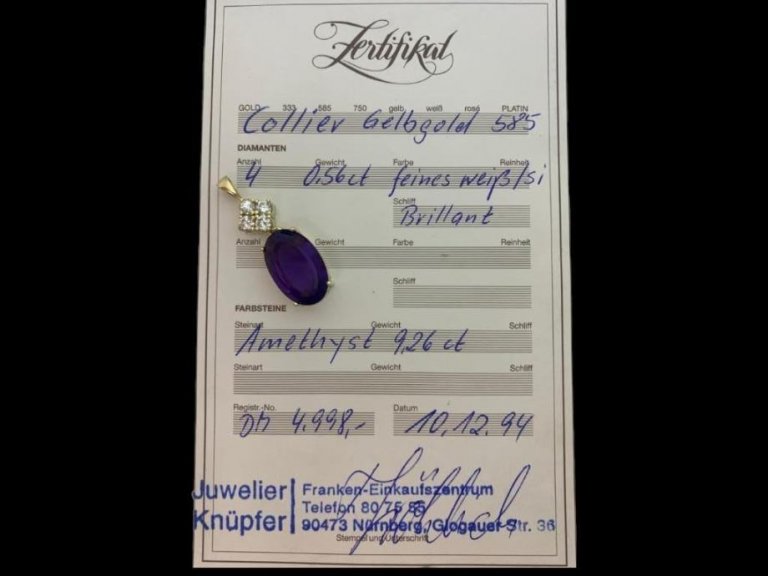 Zertifikat
GOLD 333 585 750 gelb weiß rosé PLATIN
Collier Gelbgold 585
DIAMANTEN
Anzahl Gewicht Farbe Reinheit
4 0,56ct feines weiß/si
Schliff
Brillant
Anzahl Gewicht Farbe Reinheit
Schliff
FARBSTEINE
Steinart Gewicht Schliff
Amethyst 9,26 ct
Steinart Gewicht Schliff
Registr.-No. Datum
DM 4.998,- 10.12.94
Juwelier Knüpfer
Franken-Einkaufszentrum
Telefon 80 75 55
90473 Nürnberg, Glogauer Str. 36
Stempel und Unterschrift